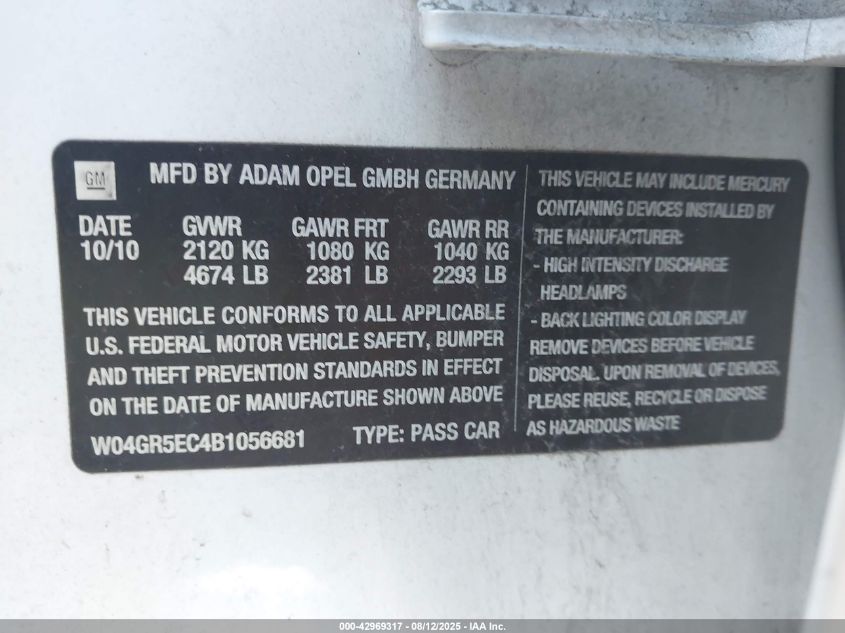 GM
MFD BY ADAM OPEL GMBH GERMANY
DATE GVWR GAWR FRT GAWR RR
10/10 2120 KG 1080 KG 1040 KG
4674 LB 2381 LB 2293 LB
THIS VEHICLE CONFORMS TO ALL APPLICABLE
U.S. FEDERAL MOTOR VEHICLE SAFETY, BUMPER
AND THEFT PREVENTION STANDARDS IN EFFECT
ON THE DATE OF MANUFACTURE SHOWN ABOVE
W04GR5EC4B1056681 TYPE: PASS CAR
THIS VEHICLE MAY INCLUDE MERCURY
CONTAINING DEVICES INSTALLED BY
THE MANUFACTURER:
- HIGH INTENSITY DISCHARGE
HEADLAMPS
- BACK LIGHTING COLOR DISPLAY
REMOVE DEVICES BEFORE VEHICLE
DISPOSAL. UPON REMOVAL OF DEVICES,
PLEASE REUSE, RECYCLE OR DISPOSE
AS HAZARDOUS WASTE
000-42969317 - 08/12/2025 - IAA Inc.